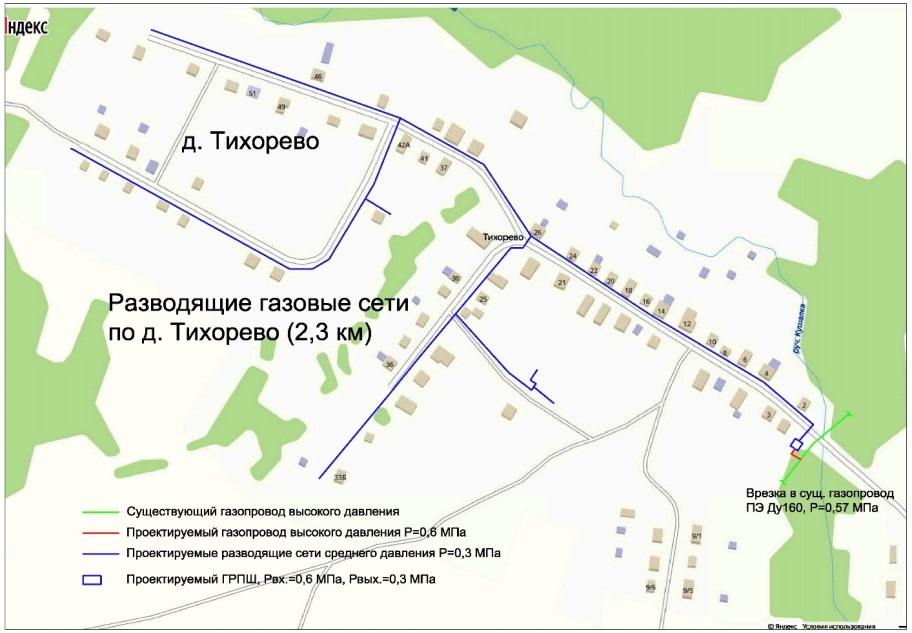 Яндекс
46
51
49
д. Тихорево
42А
41
37
Тихорево
26
24
22
20
18
16
14
12
10
8
6
4
2
21
30
25
3
36
33Б
руч. Кушалка
Разводящие газовые сети
по д. Тихорево (2,3 км)
Врезка в сущ. газопровод
ПЭ Ду160, Р=0,57 МПа
Существующий газопровод высокого давления
Проектируемый газопровод высокого давления Р=0,6 МПа
Проектируемые разводящие сети среднего давления Р=0,3 МПа
Проектируемый ГРПШ, Рвх.=0,6 МПа, Рвых.=0,3 МПа
9/1
9/6
9/5
© Яндекс Условия использования